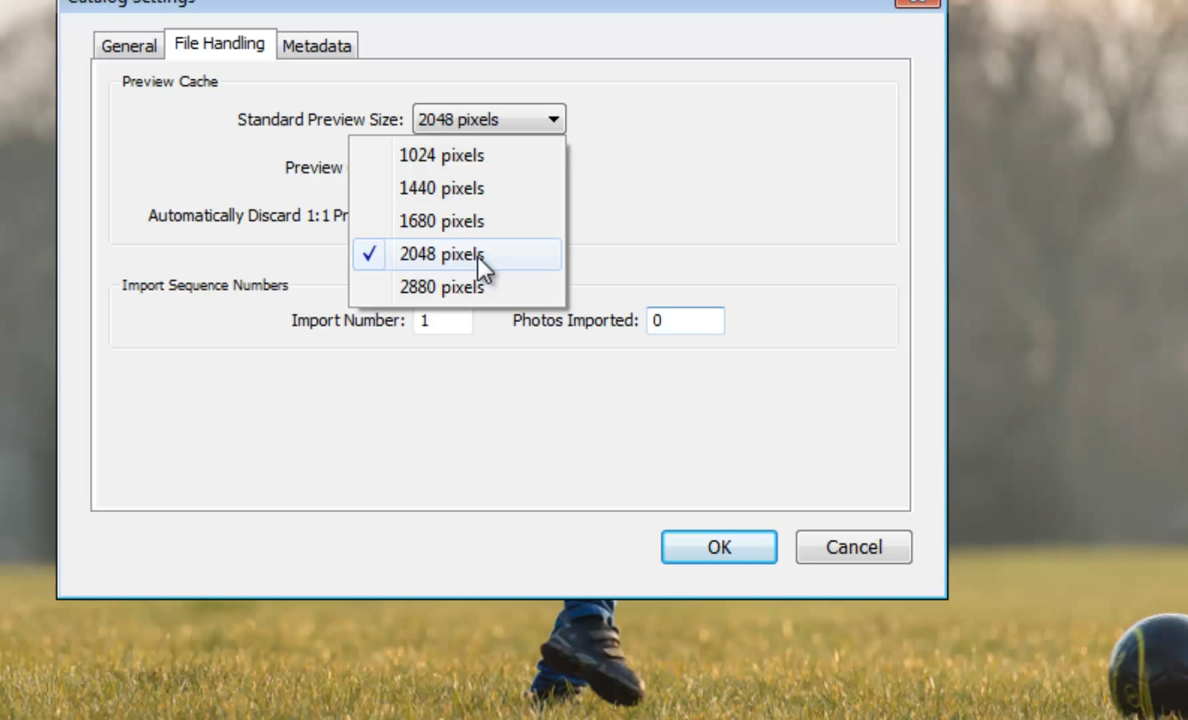 Catalog Settings
General File Handling Metadata
Preview Cache
Standard Preview Size: 2048 pixels
1024 pixels
Preview
1440 pixels
Automatically Discard 1:1 Pr
1680 pixels
2048 pixels
2880 pixels
Import Sequence Numbers
Import Number: 1 Photos Imported: 0
OK Cancel